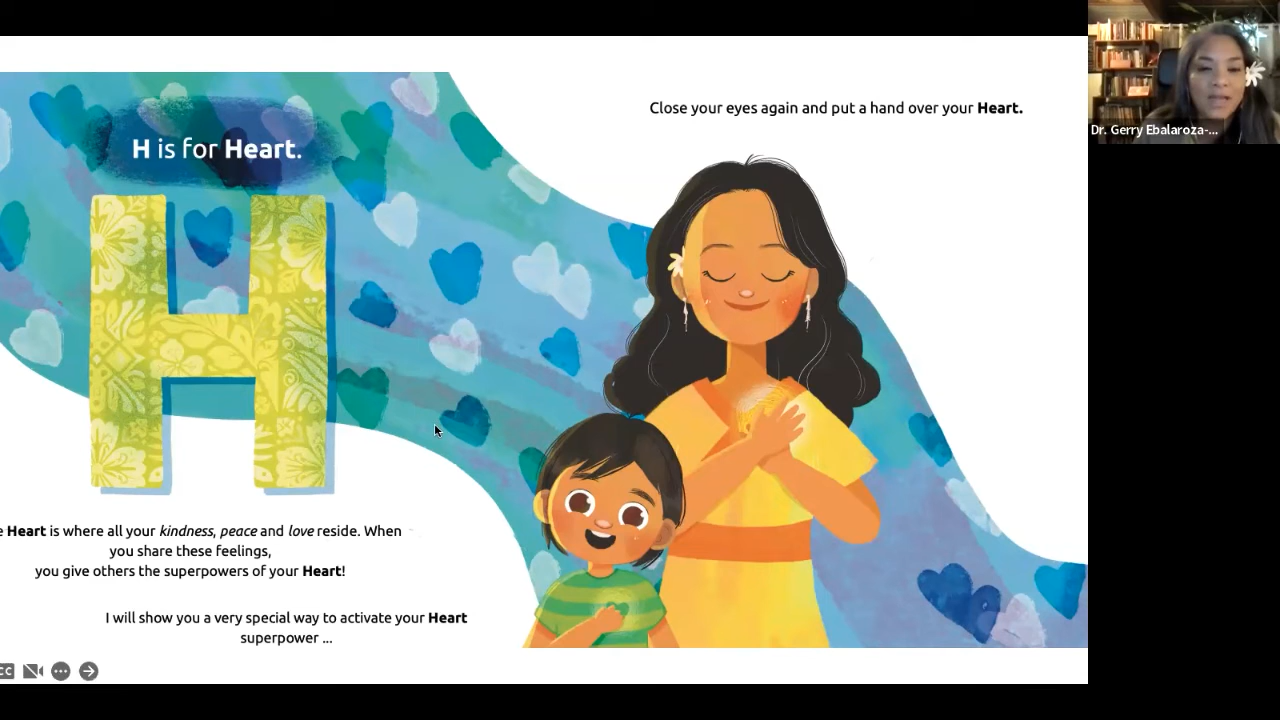 H is for Heart.
H
Heart is where all your kindness, peace and love reside. When
you share these feelings,
you give others the superpowers of your Heart!
I will show you a very special way to activate your Heart
superpower ...
Close your eyes again and put a hand over your Heart.
Dr. Gerry Ebalaroza-...
CC